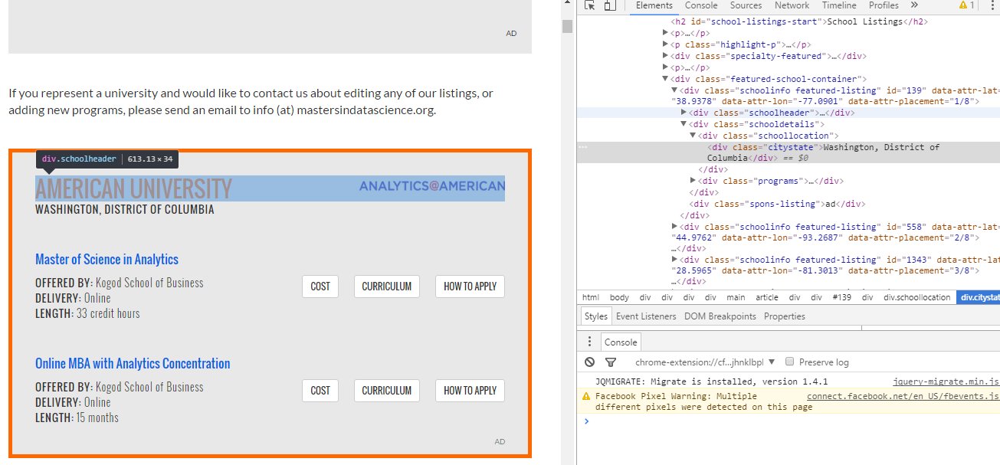 AD
If you represent a university and would like to contact us about editing any of our listings, or
adding new programs, please send an email to info (at) mastersindatascience.org.
div.schoolheader | 613.13 × 34
AMERICAN UNIVERSITY
ANALYTICS@AMERICAN
WASHINGTON, DISTRICT OF COLUMBIA
Master of Science in Analytics
OFFERED BY: Kogod School of Business
DELIVERY: Online
LENGTH: 33 credit hours
COST
CURRICULUM
HOW TO APPLY
Online MBA with Analytics Concentration
OFFERED BY: Kogod School of Business
DELIVERY: Online
LENGTH: 15 months
COST
CURRICULUM
HOW TO APPLY
AD
Elements Console Sources Network Timeline Profiles » 1
<h2 id="school-listings-start">School Listings</h2>
<p>…</p>
<p class="highlight-p">…</p>
<div class="specialty-featured">…</div>
<p>…</p>
<div class="featured-school-container">
<div class="schoolinfo featured-listing" id="139" data-attr-lat=
"38.9378" data-attr-lon="-77.0901" data-attr-placement="1/8">
<div class="schoolheader">…</div>
<div class="schooldetails">
<div class="schoollocation">
<div class="citystate">Washington, District of
Columbia</div> == $0
</div>
<div class="programs">…</div>
</div>
<div class="spons-listing">ad</div>
</div>
<div class="schoolinfo featured-listing" id="558" data-attr-lat=
"44.9762" data-attr-lon="-93.2687" data-attr-placement="2/8">
…</div>
<div class="schoolinfo featured-listing" id="1343" data-attr-lat
"28.5965" data-attr-lon="-81.3013" data-attr-placement="3/8">
…</div>
html body div div div div main article div div #139 div div.schoollocation div.citystat
Styles Event Listeners DOM Breakpoints Properties
Console
chrome-extension://cf...jhnklbpl ▼ Preserve log
JQMIGRATE: Migrate is installed, version 1.4.1 jquery-migrate.min.js
Facebook Pixel Warning: Multiple connect.facebook.net/en_US/fbevents.js
different pixels were detected on this page